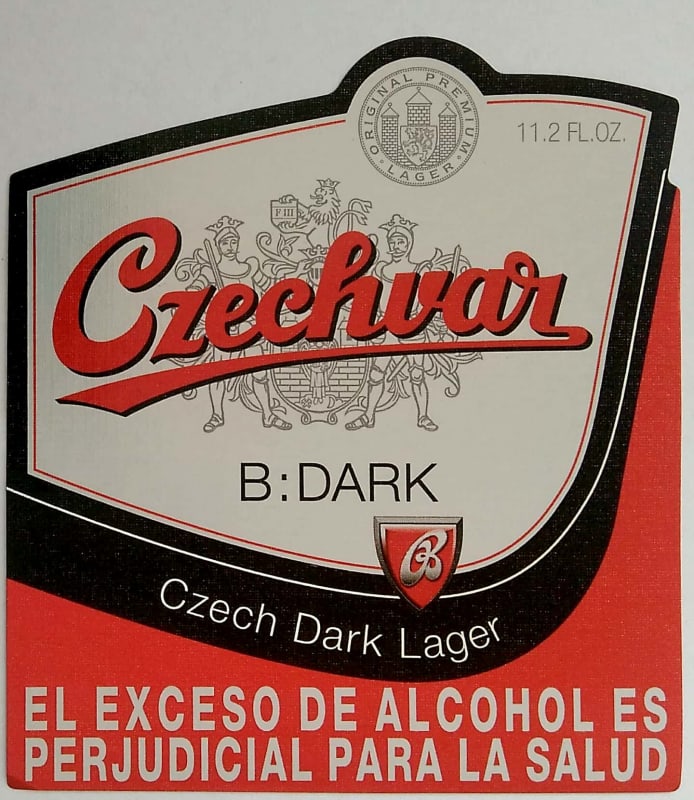 ORIGINAL PREMIUM
LAGER
11.2 FL.OZ.
F III
Czechvar
B:DARK
B
Czech Dark Lager
EL EXCESO DE ALCOHOL ES
PERJUDICIAL PARA LA SALUD